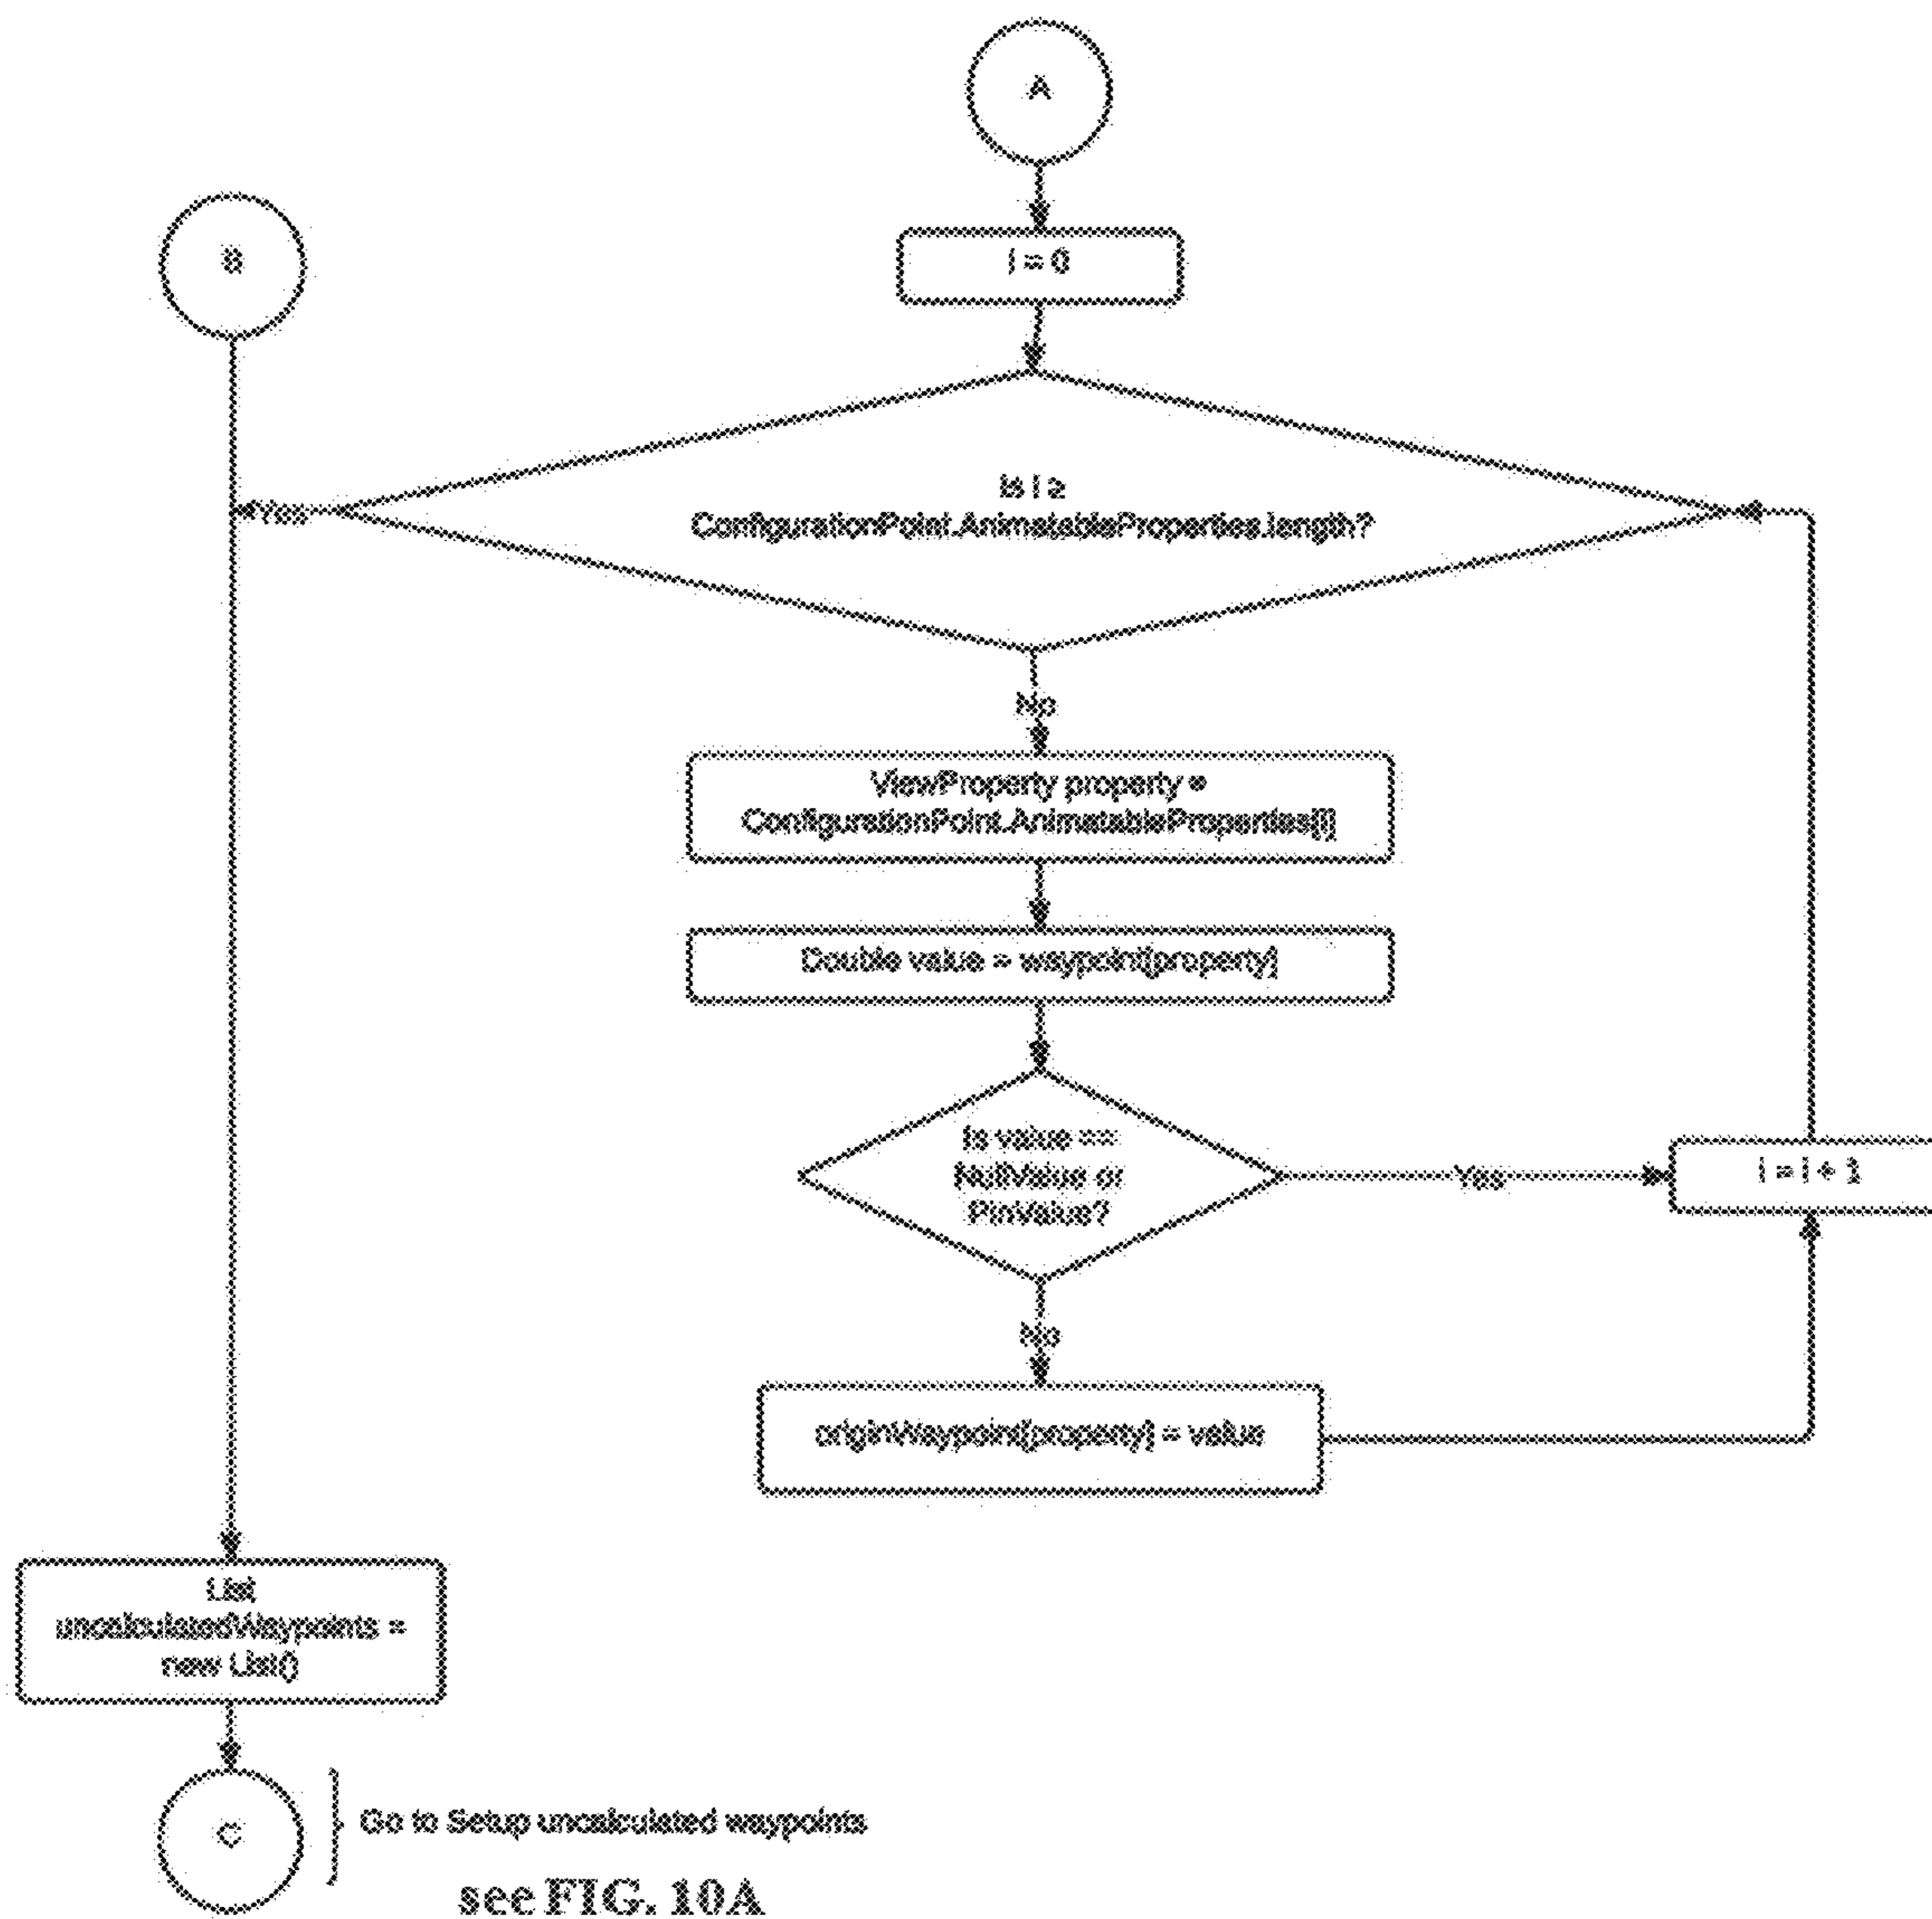 A
B
i = 0
Is i ≥
ConfigurationPoint.AnimatableProperties.length?
Yes
No
ViewProperty property =
ConfigurationPoint.AnimatableProperties[i]
Double value = waypoint[property]
Is value ==
NullValue or
PinValue?
Yes
i = i + 1
No
originWaypoint[property] = value
List
uncalculatedWaypoints =
new List()
C
Go to Setup uncalculated waypoints
see FIG. 10A